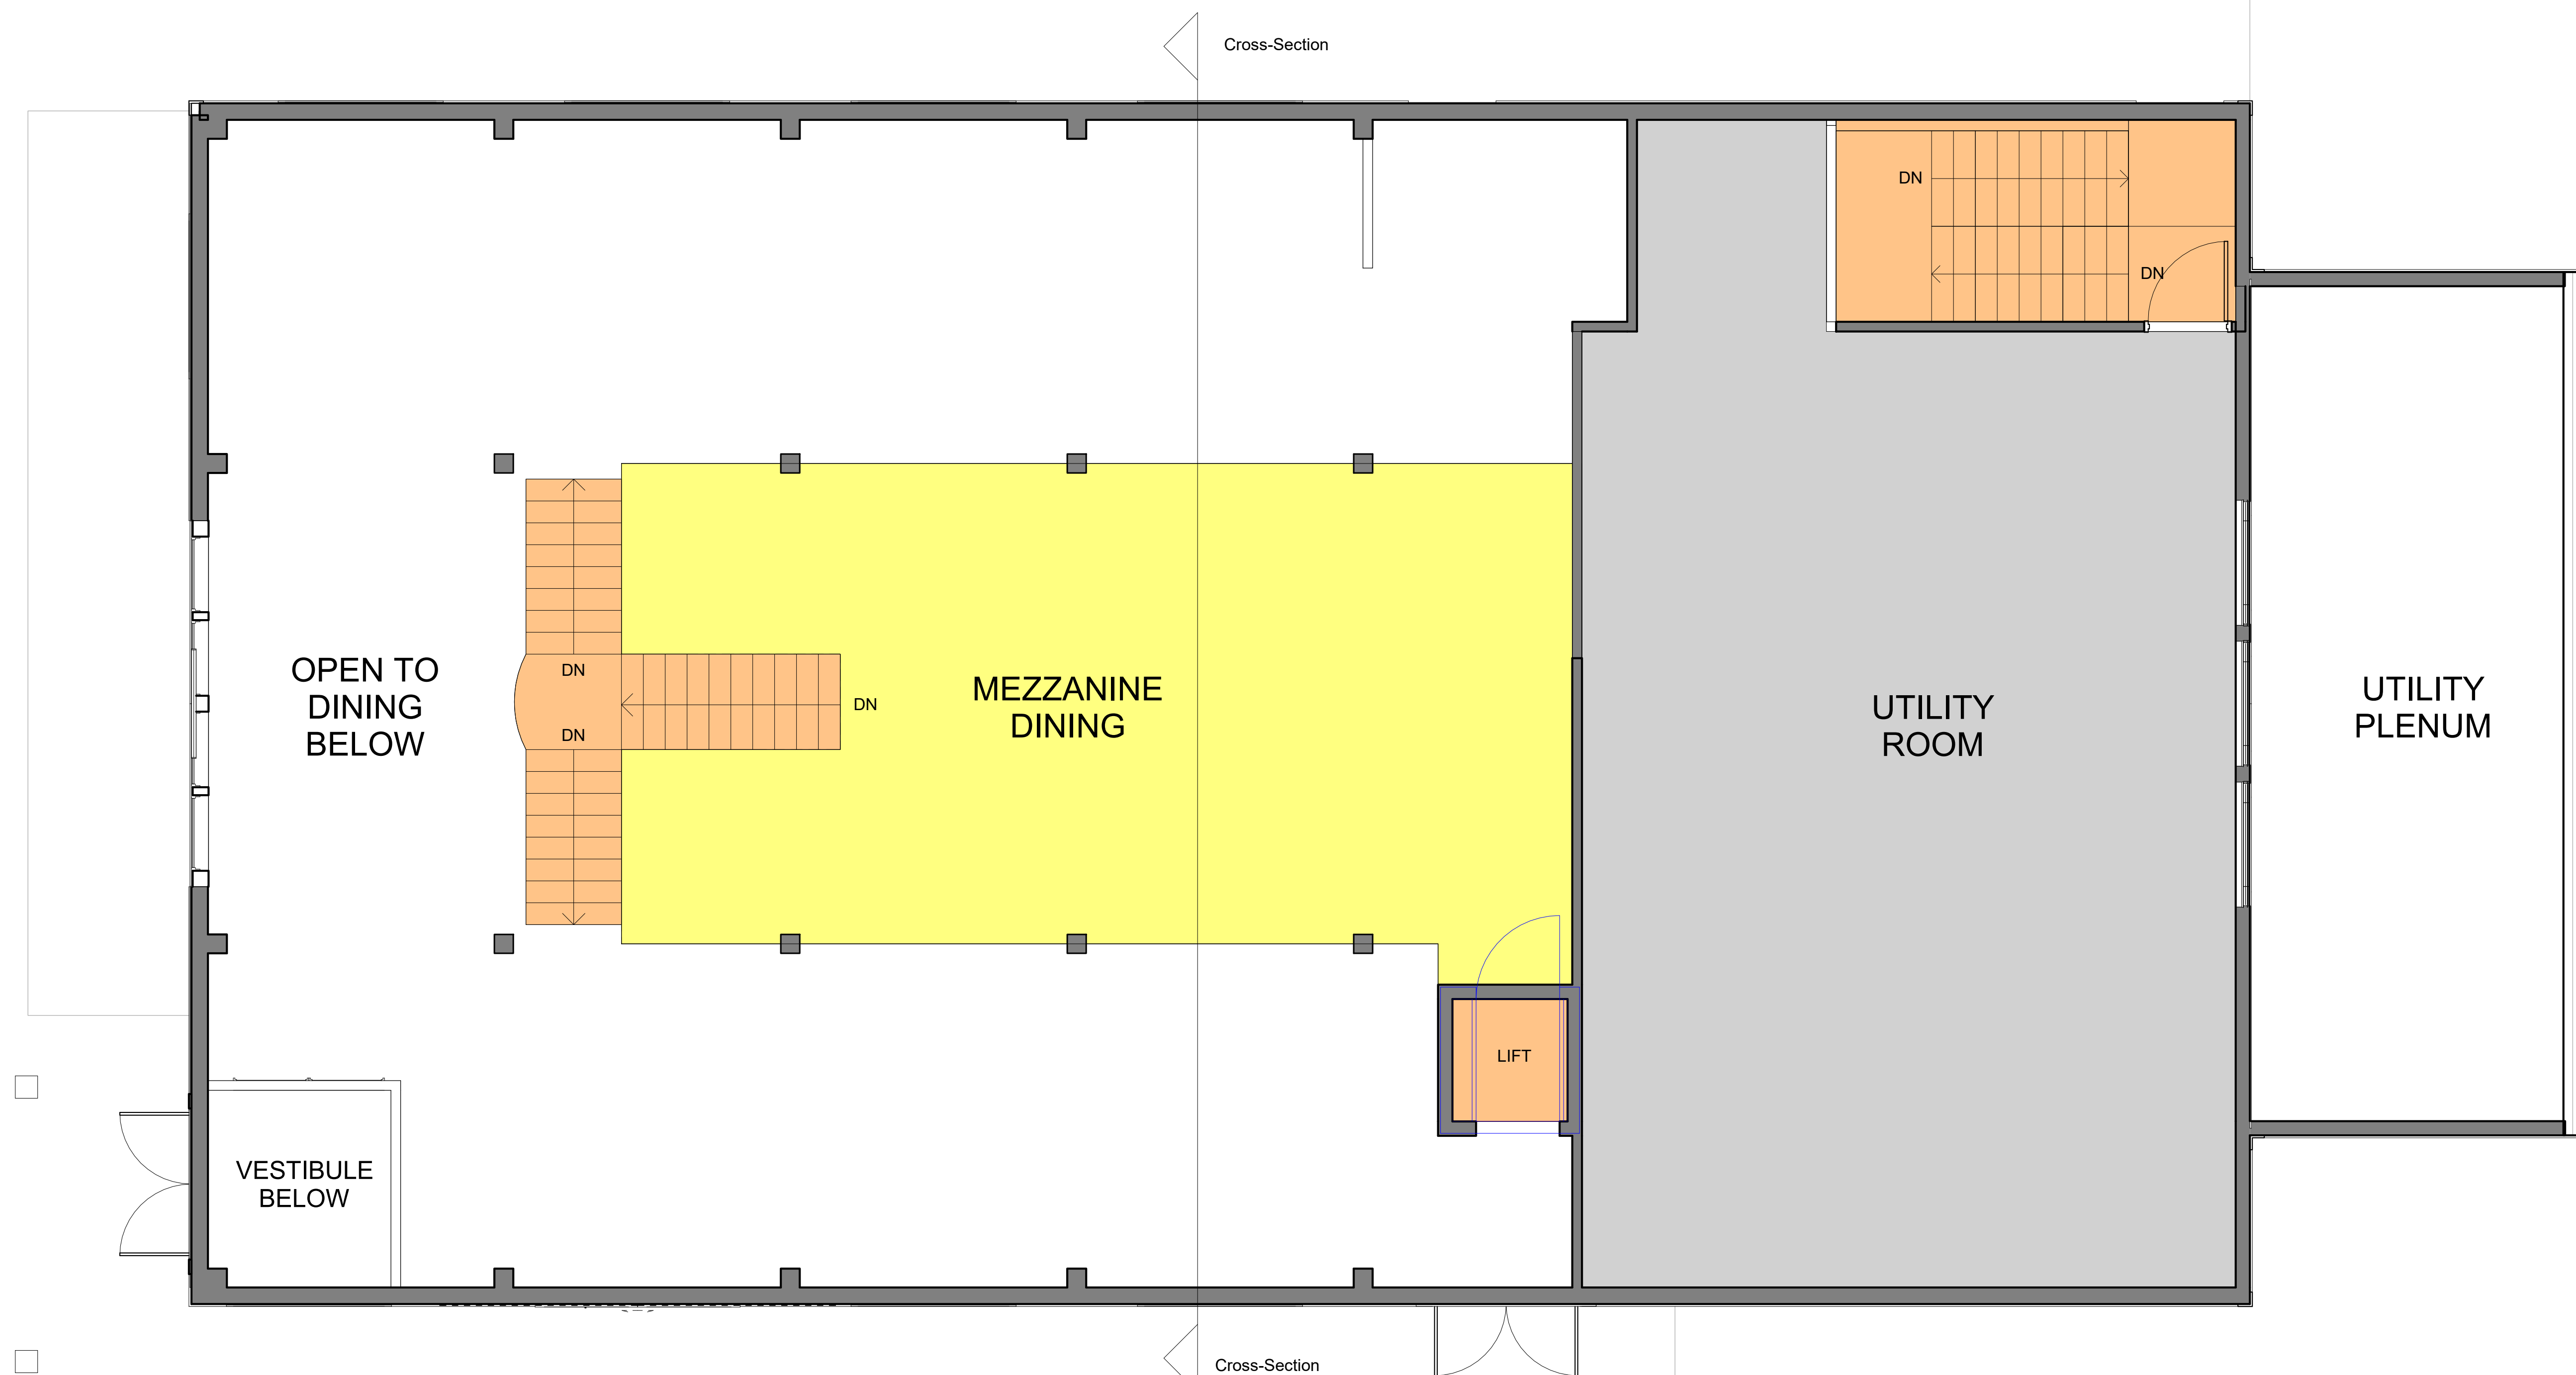 Cross-Section
DN
DN
OPEN TO
DINING
BELOW
DN
DN
DN
MEZZANINE
DINING
UTILITY
ROOM
UTILITY
PLENUM
LIFT
VESTIBULE
BELOW
Cross-Section